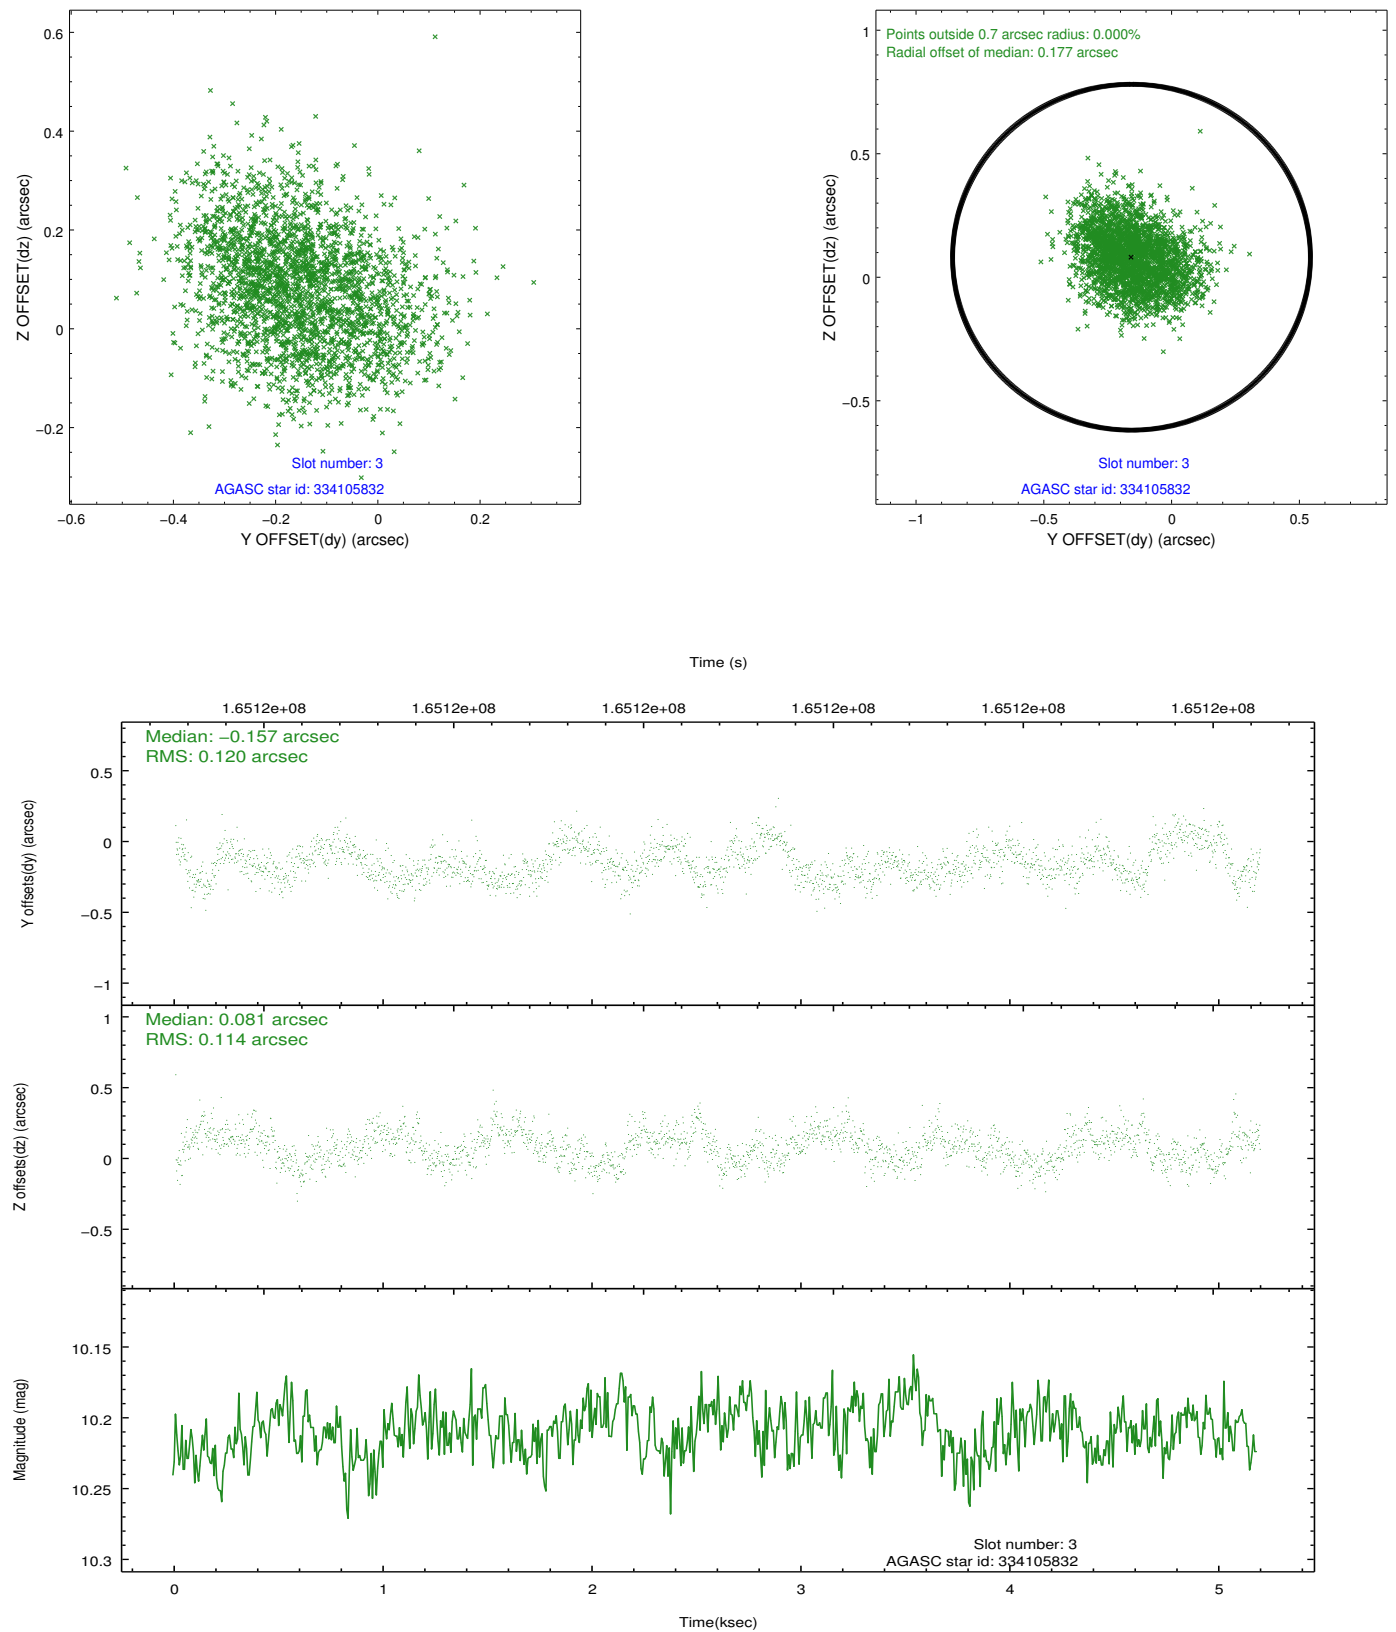 0.6
0.4
0.2
0
−0.2
−0.6
−0.4
−0.2
0
0.2
Z OFFSET(dz) (arcsec)
Y OFFSET(dy) (arcsec)
Slot number: 3
AGASC star id: 334105832
Points outside 0.7 arcsec radius: 0.000%
Radial offset of median: 0.177 arcsec
1
0.5
0
−0.5
−1
−0.5
0
0.5
Z OFFSET(dz) (arcsec)
Y OFFSET(dy) (arcsec)
Slot number: 3
AGASC star id: 334105832
Time (s)
1.6512e+08
1.6512e+08
1.6512e+08
1.6512e+08
1.6512e+08
1.6512e+08
Median: −0.157 arcsec
RMS: 0.120 arcsec
0.5
0
−0.5
−1
Y offsets(dy) (arcsec)
Median: 0.081 arcsec
RMS: 0.114 arcsec
1
0.5
0
−0.5
Z offsets(dz) (arcsec)
10.15
10.2
10.25
10.3
Magnitude (mag)
Slot number: 3
AGASC star id: 334105832
0
1
2
3
4
5
Time(ksec)